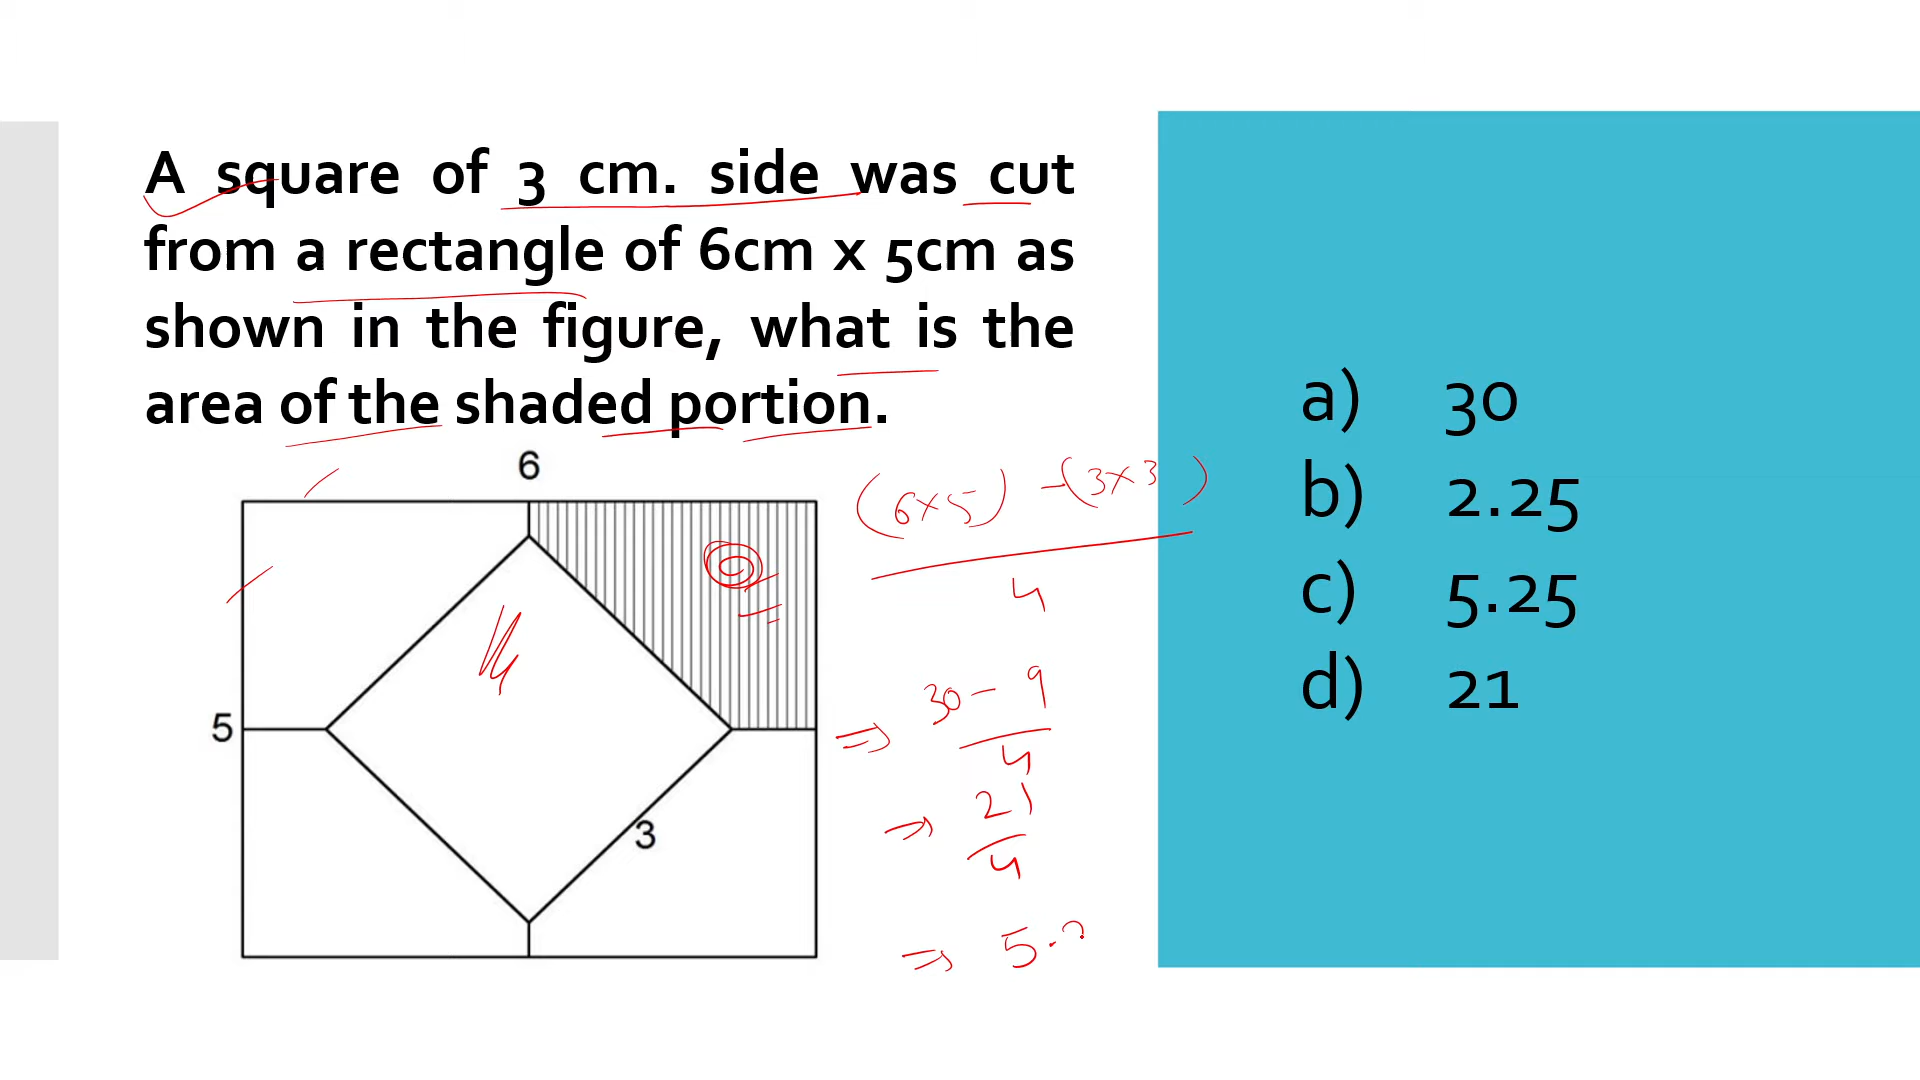 A square of 3 cm. side was cut
from a rectangle of 6cm x 5cm as
shown in the figure, what is the
area of the shaded portion.
6
5
3
(6×5) -(3×3)
4
⇒ 30 - 9
4
⇒ 21
4
⇒ 5.
a) 30
b) 2.25
c) 5.25
d) 21